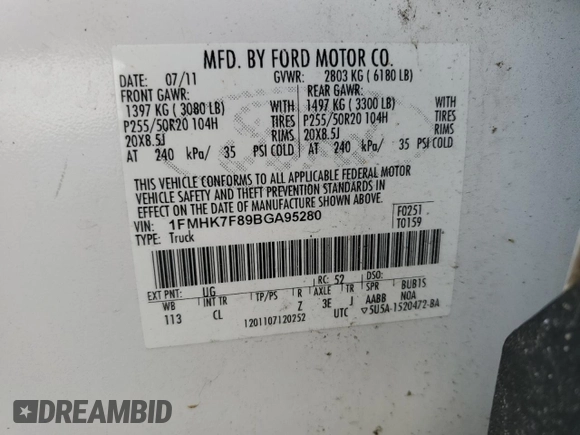 MFD. BY FORD MOTOR CO.
DATE: 07/11 GVWR: 2803 KG ( 6180 LB)
FRONT GAWR: REAR GAWR:
1397 KG ( 3080 LB) WITH 1497 KG ( 3300 LB) WITH
P255/50R20 104H TIRES P255/50R20 104H TIRES
20X8.5J RIMS 20X8.5J RIMS
AT 240 kPa/ 35 PSI COLD AT 240 kPa/ 35 PSI COLD
THIS VEHICLE CONFORMS TO ALL APPLICABLE FEDERAL MOTOR
VEHICLE SAFETY AND THEFT PREVENTION STANDARDS IN
EFFECT ON THE DATE OF MANUFACTURE SHOWN ABOVE.
VIN: 1FMHK7F89BGA95280 F0251
TYPE: Truck T0159
EXT PNT: UG RC: 52 DSO:
WB INT TR TP/PS R AXLE TR SPR BUB1S
113 CL Z 3E J AABB NOA
1201107120252 UTC ▽5U5A-1520472-BA
DREAMBID